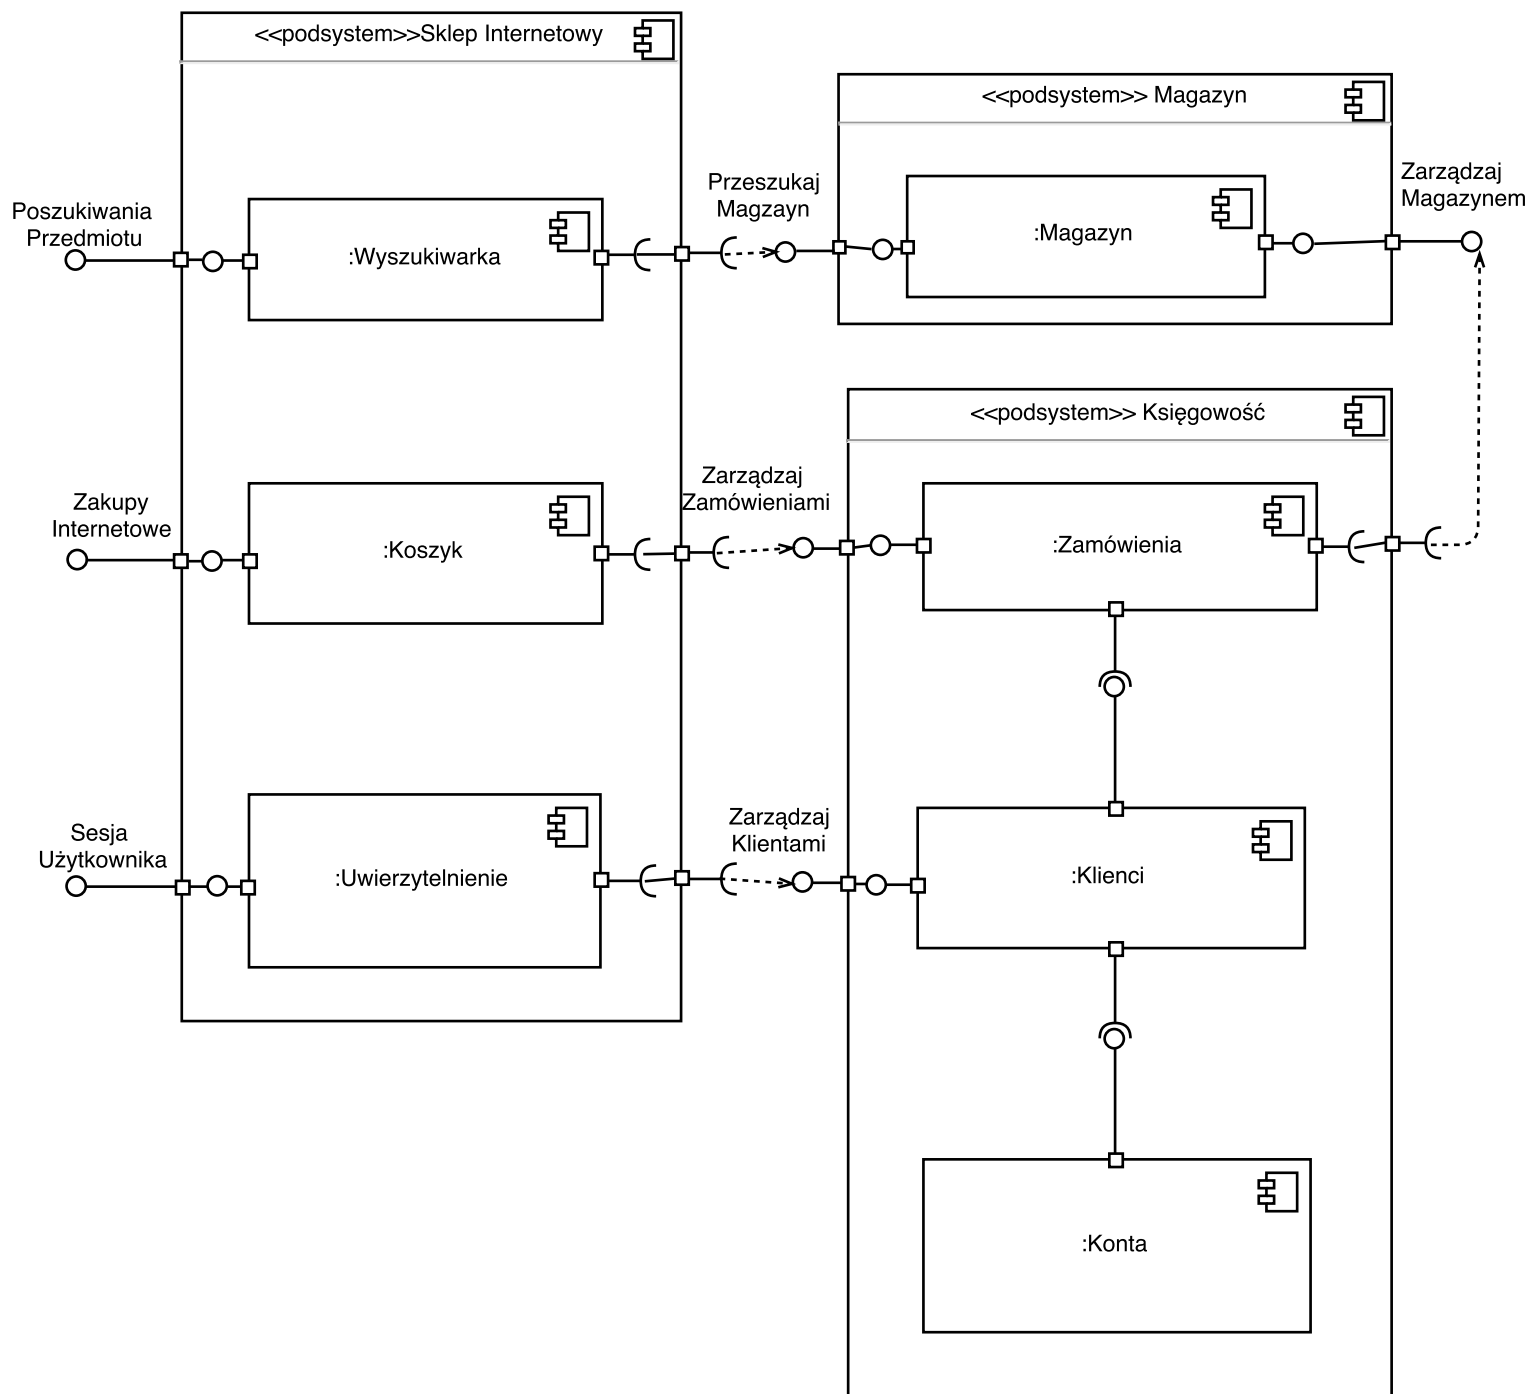 <<podsystem>>Sklep Internetowy
<<podsystem>> Magazyn
Poszukiwania
Przedmiotu
:Wyszukiwarka
Przeszukaj
Magzayn
:Magazyn
Zarządzaj
Magazynem
<<podsystem>> Księgowość
Zakupy
Internetowe
:Koszyk
Zarządzaj
Zamówieniami
:Zamówienia
Sesja
Użytkownika
:Uwierzytelnienie
Zarządzaj
Klientami
:Klienci
:Konta